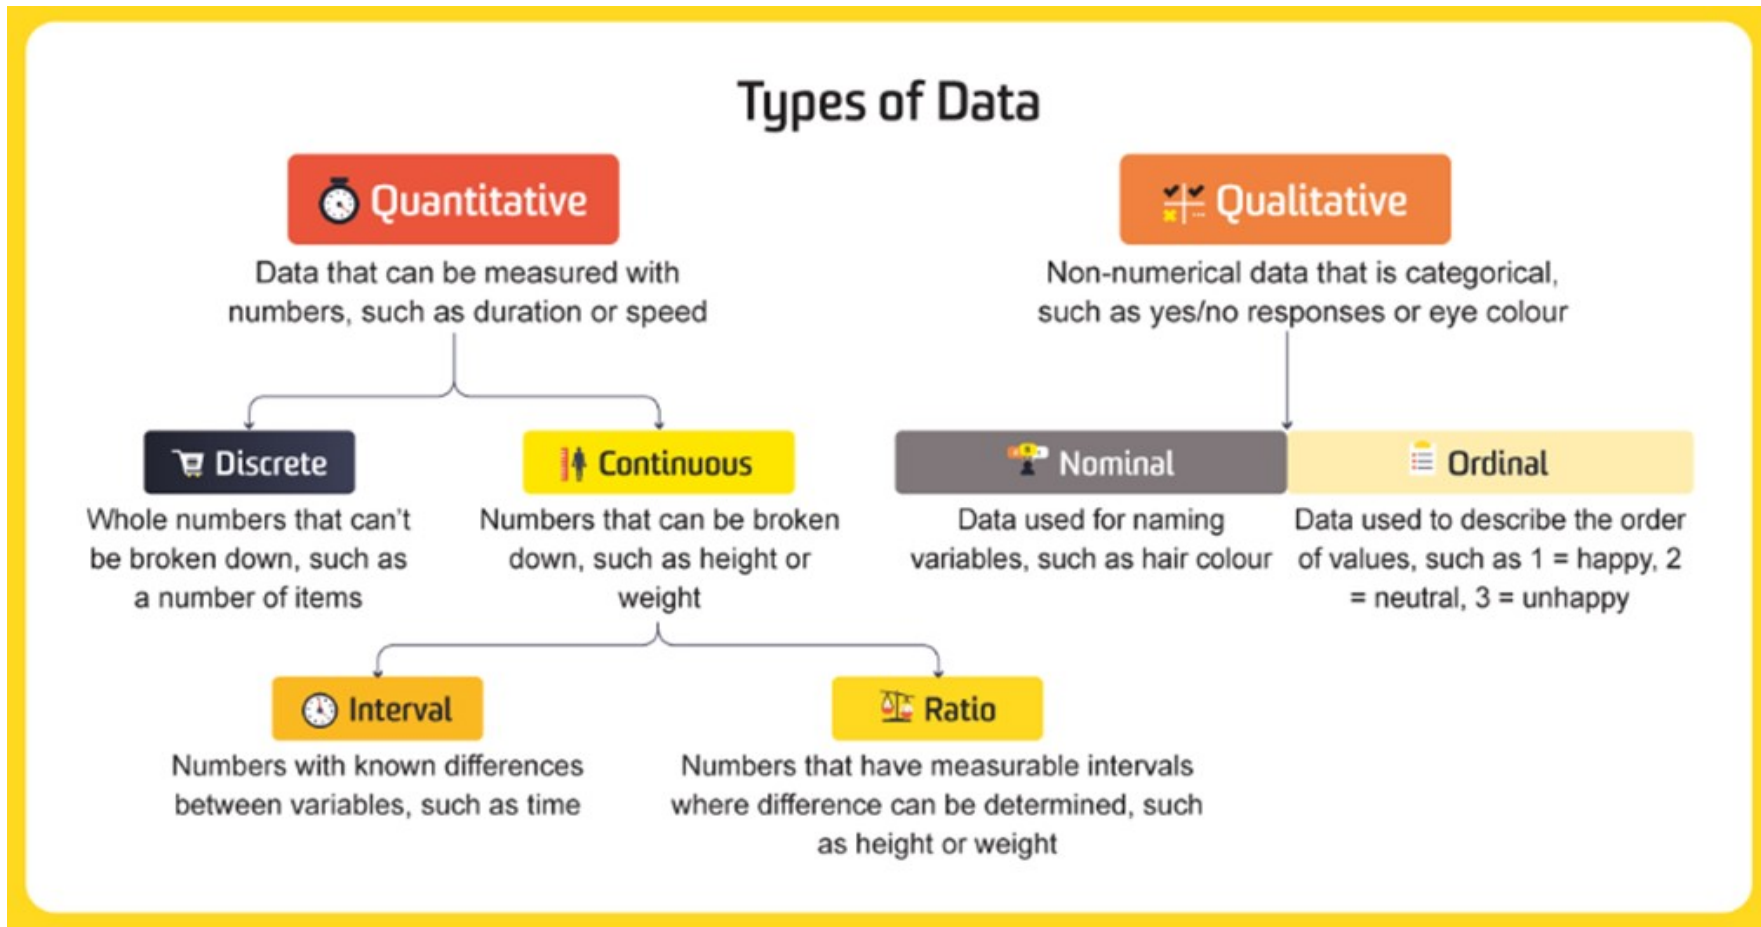 Types of Data
Quantitative
Data that can be measured with
numbers, such as duration or speed
Qualitative
Non-numerical data that is categorical,
such as yes/no responses or eye colour
Discrete
Whole numbers that can't
be broken down, such as
a number of items
Continuous
Numbers that can be broken
down, such as height or
weight
Nominal
Data used for naming
variables, such as hair colour
Ordinal
Data used to describe the order
of values, such as 1 = happy, 2
= neutral, 3 = unhappy
Interval
Numbers with known differences
between variables, such as time
Ratio
Numbers that have measurable intervals
where difference can be determined, such
as height or weight